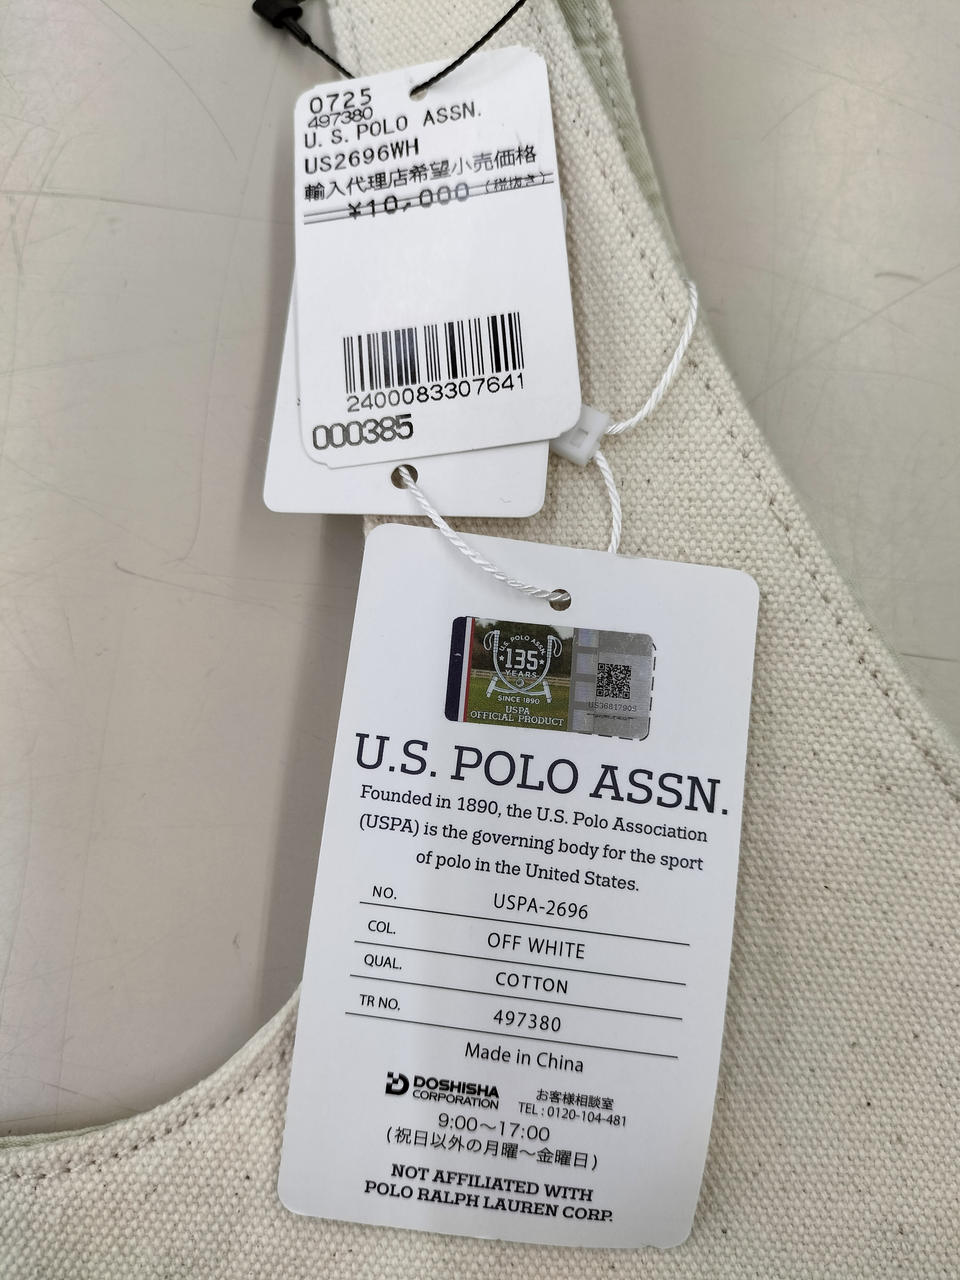 0725
497380
U.S.POLO ASSN.
US2696WH
輸入代理店希望小売価格
¥10,000 (税抜き)
2400083307641
000385
U.S. POLO ASSN.
135
YEARS
SINCE 1890
USPA
OFFICIAL PRODUCT
U.S. POLO ASSN.
Founded in 1890, the U.S. Polo Association
(USPA) is the governing body for the sport
of polo in the United States.
NO. USPA-2696
COL. OFF WHITE
QUAL. COTTON
TR NO. 497380
Made in China
DOSHISHA
CORPORATION
お客様相談室
TEL : 0120-104-481
9:00～17:00
(祝日以外の月曜～金曜日)
NOT AFFILIATED WITH
POLO RALPH LAUREN CORP.